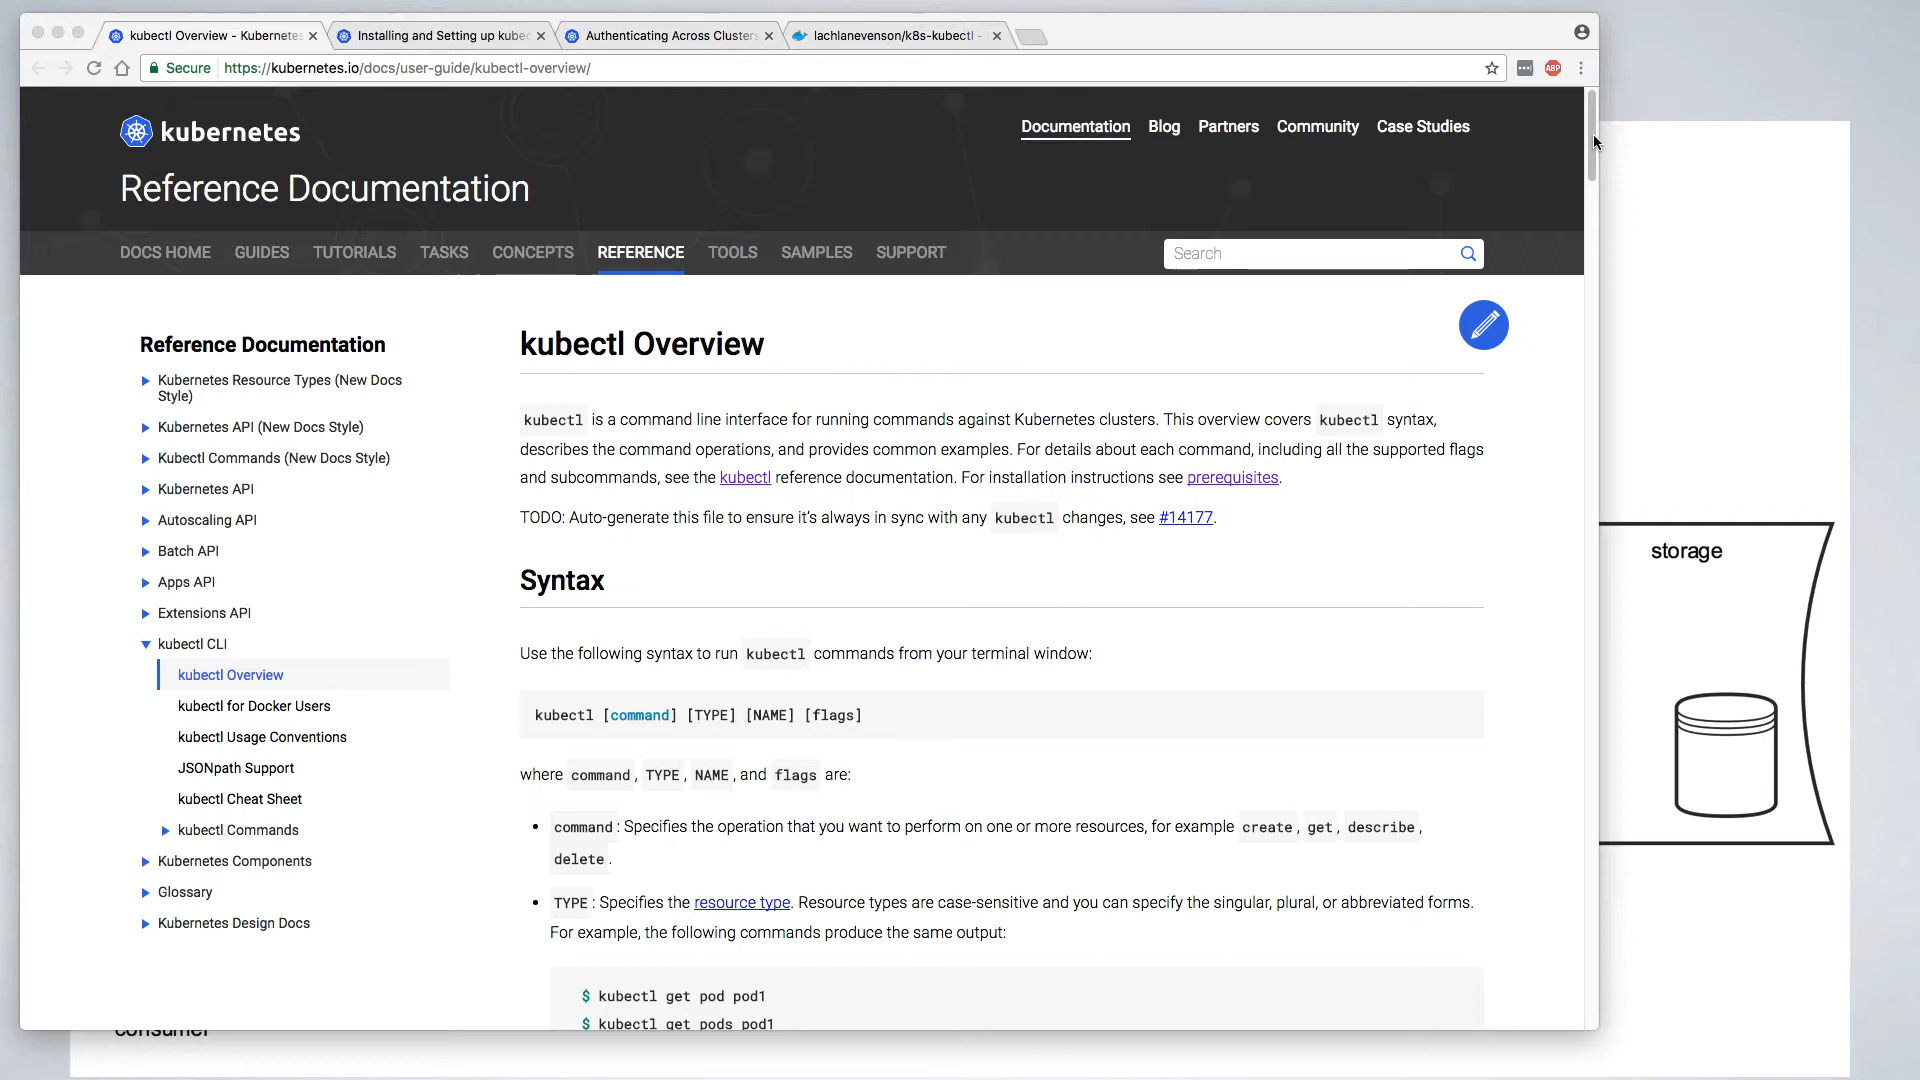 kubectl Overview - Kubernetes
Installing and Setting up kubec
Authenticating Across Clusters
lachlanevenson/k8s-kubectl -
Secure
https://kubernetes.io/docs/user-guide/kubectl-overview/
ABP
kubernetes
Documentation Blog Partners Community Case Studies
Reference Documentation
DOCS HOME GUIDES TUTORIALS TASKS CONCEPTS REFERENCE TOOLS SAMPLES SUPPORT
Search
Reference Documentation
Kubernetes Resource Types (New Docs
Style)
Kubernetes API (New Docs Style)
Kubectl Commands (New Docs Style)
Kubernetes API
Autoscaling API
Batch API
Apps API
Extensions API
kubectl CLI
kubectl Overview
kubectl for Docker Users
kubectl Usage Conventions
JSONpath Support
kubectl Cheat Sheet
kubectl Commands
Kubernetes Components
Glossary
Kubernetes Design Docs
kubectl Overview
kubectl is a command line interface for running commands against Kubernetes clusters. This overview covers kubectl syntax,
describes the command operations, and provides common examples. For details about each command, including all the supported flags
and subcommands, see the kubectl reference documentation. For installation instructions see prerequisites.
TODO: Auto-generate this file to ensure it's always in sync with any kubectl changes, see #14177.
Syntax
Use the following syntax to run kubectl commands from your terminal window:
kubectl [command] [TYPE] [NAME] [flags]
where command, TYPE, NAME, and flags are:
• command: Specifies the operation that you want to perform on one or more resources, for example create, get, describe,
delete.
• TYPE: Specifies the resource type. Resource types are case-sensitive and you can specify the singular, plural, or abbreviated forms.
For example, the following commands produce the same output:
$ kubectl get pod pod1
$ kubectl get pods pod1
storage
consumer